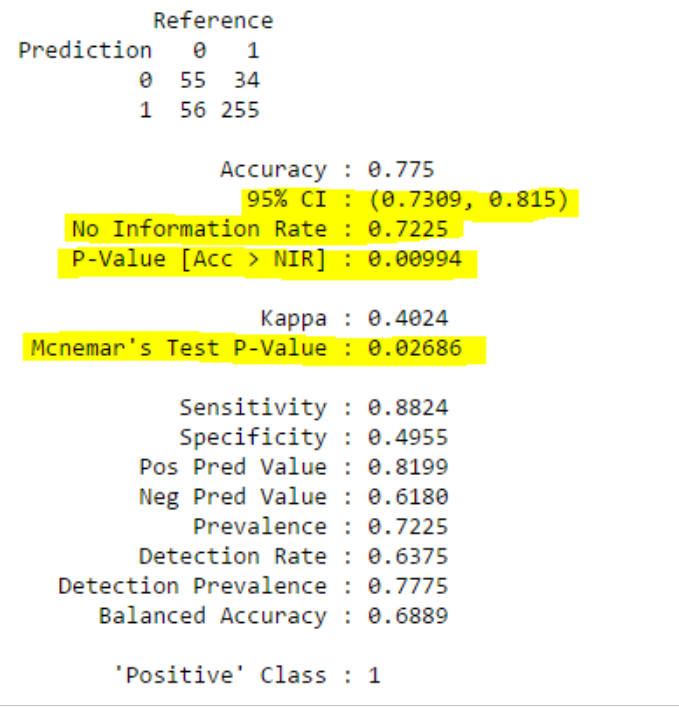 Reference
Prediction 0 1
0 55 34
1 56 255
Accuracy : 0.775
95% CI : (0.7309, 0.815)
No Information Rate : 0.7225
P-Value [Acc > NIR] : 0.00994
Kappa : 0.4024
Mcnemar's Test P-Value : 0.02686
Sensitivity : 0.8824
Specificity : 0.4955
Pos Pred Value : 0.8199
Neg Pred Value : 0.6180
Prevalence : 0.7225
Detection Rate : 0.6375
Detection Prevalence : 0.7775
Balanced Accuracy : 0.6889
'Positive' Class : 1